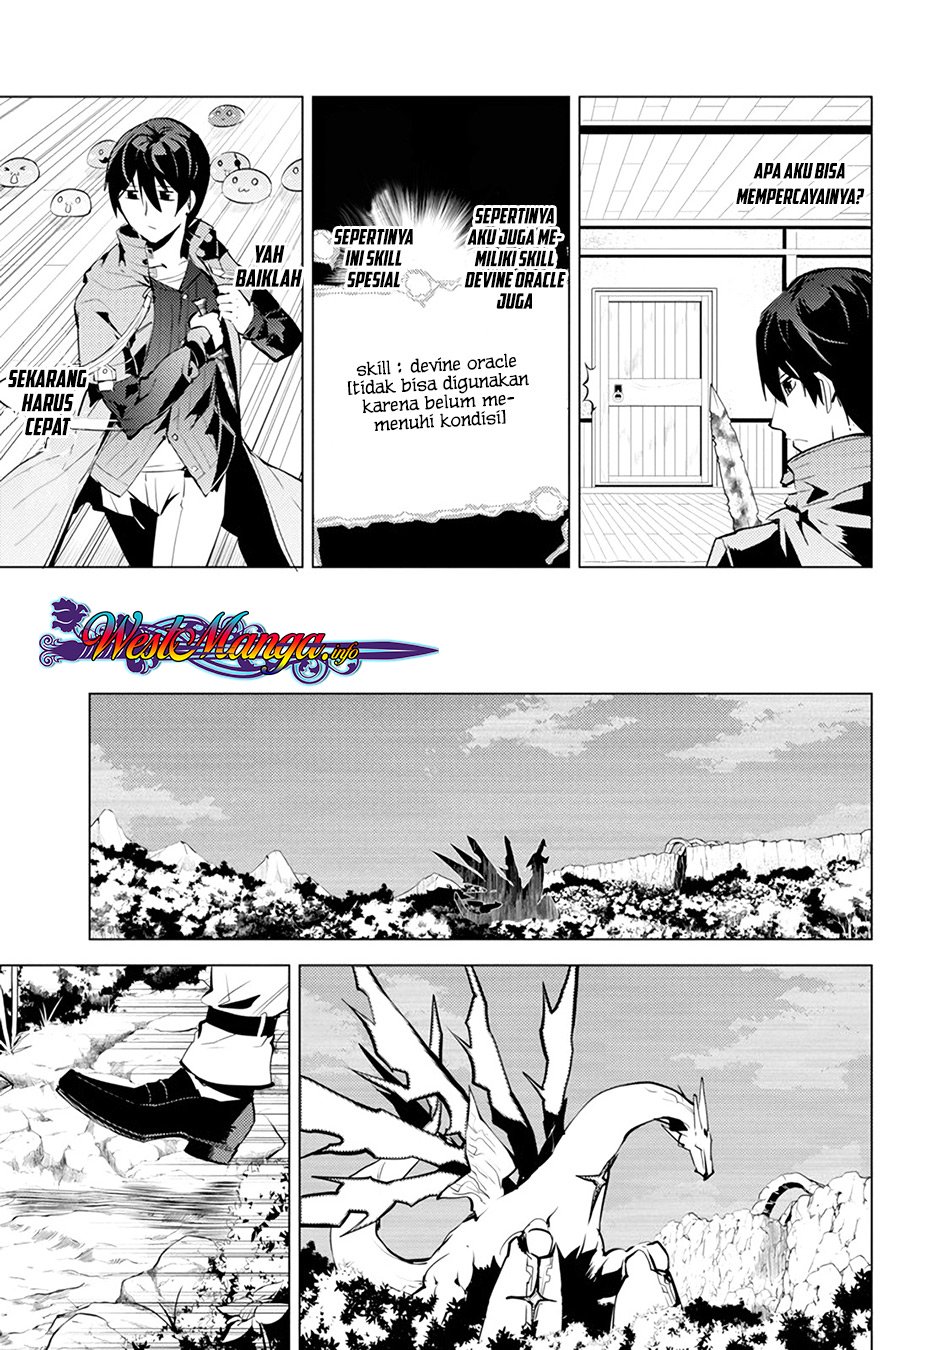 APA AKU BISA
MEMPERCAYAINYA?
SEPERTINYA
AKU JUGA ME-
MILIKI SKILL
DEVINE ORACLE
JUGA
SEPERTINYA
INI SKILL
SPESIAL
skill : devine oracle
[tidak bisa digunakan
karena belum me-
menuhi kondisi]
YAH
BAIKLAH
SEKARANG
HARUS
CEPAT
WestManga.info